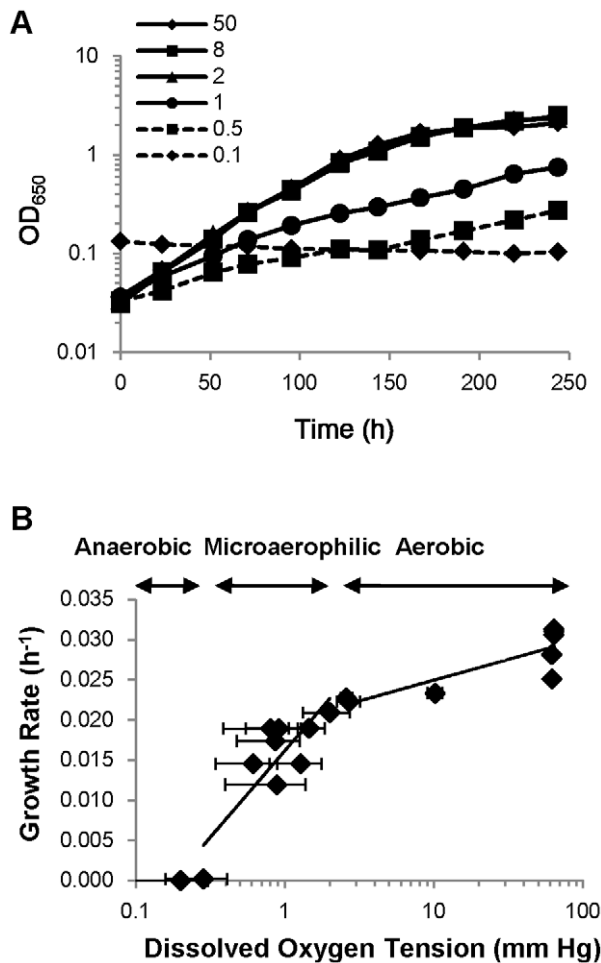 A
50
8
2
1
0.5
0.1
10
1
0.1
0.01
OD650
0 50 100 150 200 250
Time (h)
B
Anaerobic Microaerophilic Aerobic
0.035
0.030
0.025
0.020
0.015
0.010
0.005
0.000
Growth Rate (h-1)
0.1 1 10 100
Dissolved Oxygen Tension (mm Hg)